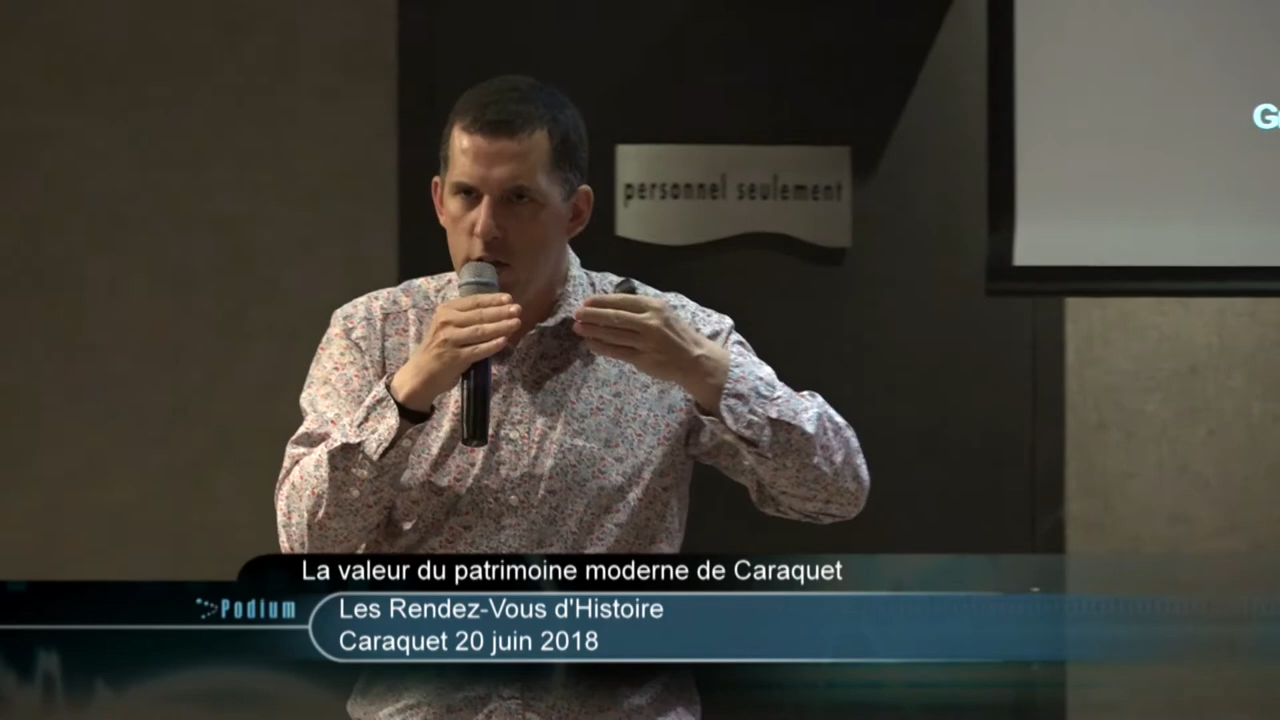 personnel seulement
La valeur du patrimoine moderne de Caraquet
Podium
Les Rendez-Vous d'Histoire
Caraquet 20 juin 2018